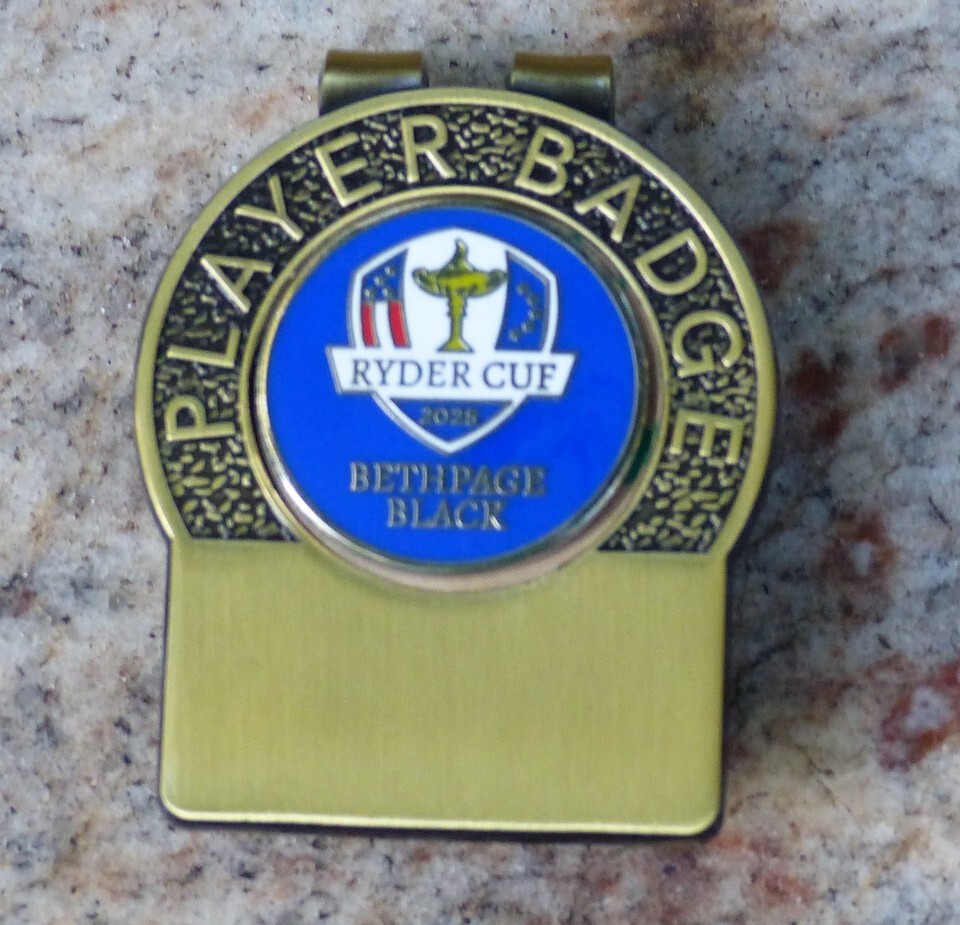 PLAYER BADGE
RYDER CUP
2025
BETHPAGE
BLACK